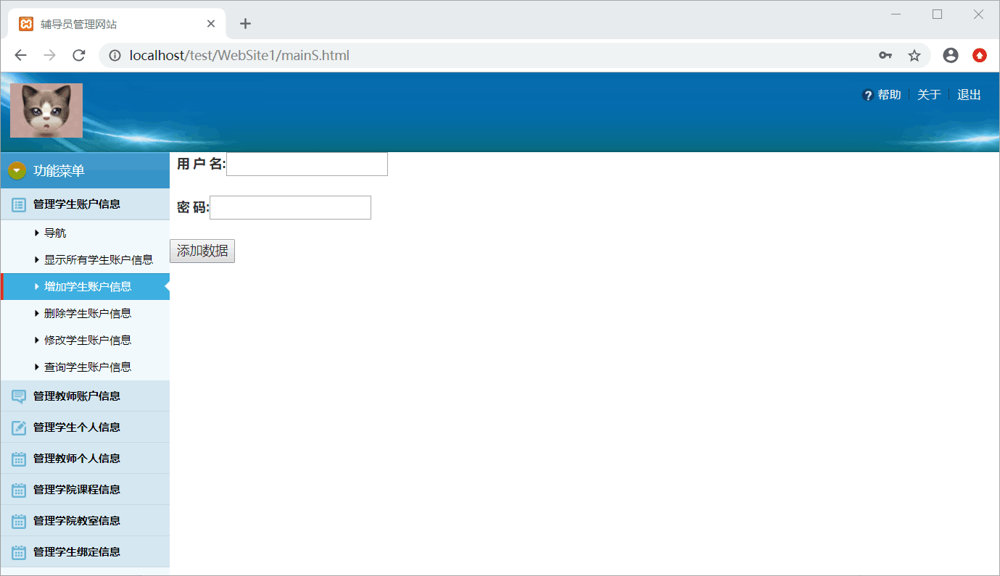 辅导员管理网站
localhost/test/WebSite1/mainS.html
帮助 关于 退出
功能菜单
管理学生账户信息
导航
显示所有学生账户信息
增加学生账户信息
删除学生账户信息
修改学生账户信息
查询学生账户信息
管理教师账户信息
管理学生个人信息
管理教师个人信息
管理学院课程信息
管理学院教室信息
管理学生绑定信息
用 户 名:
密 码:
添加数据